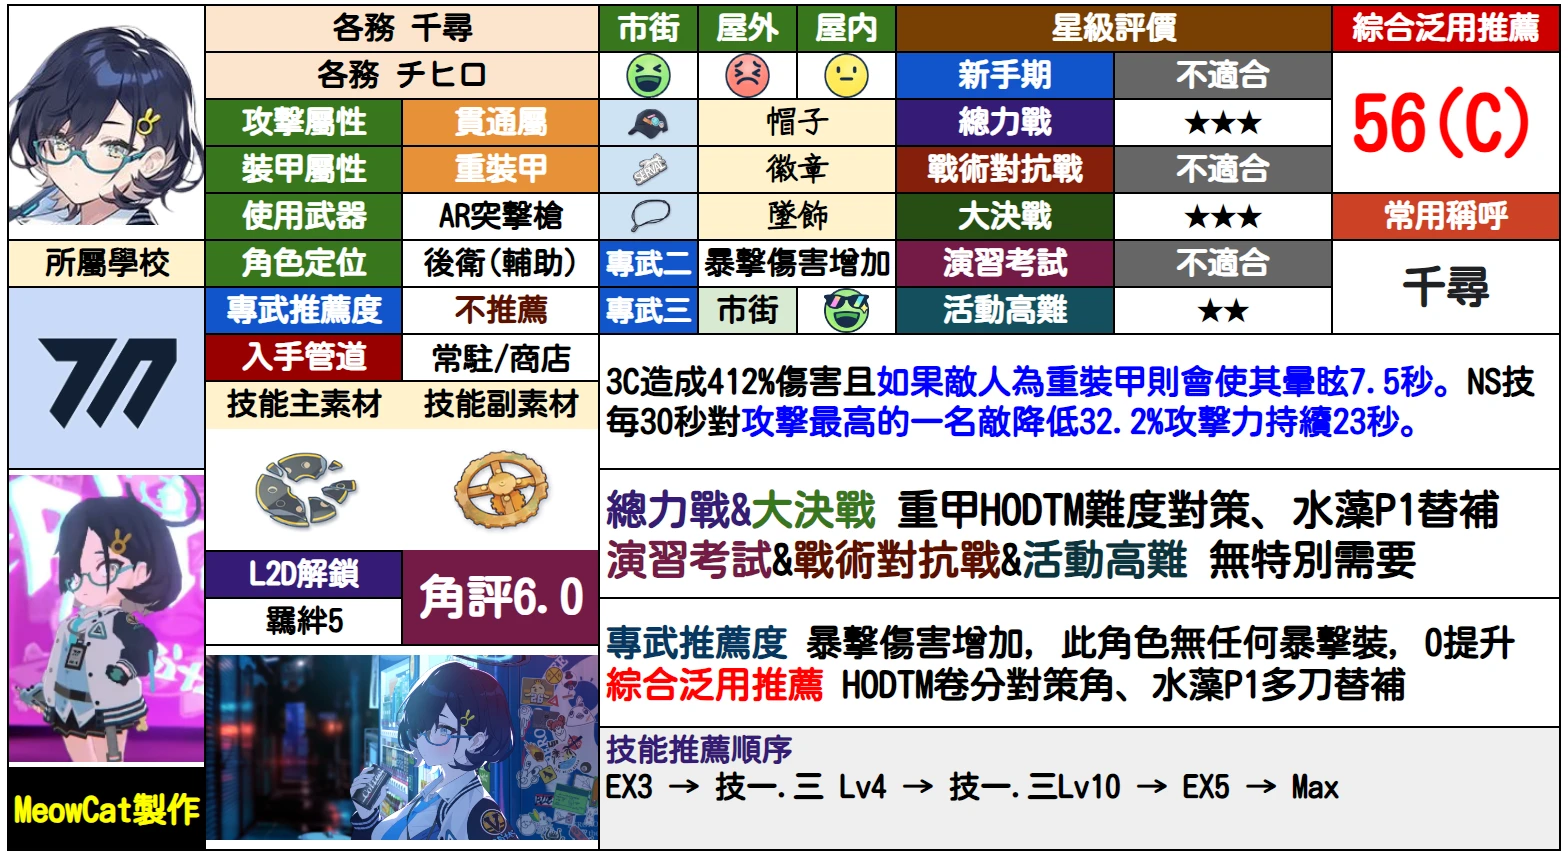 各務 千尋
各務 チヒロ
市街
屋外
屋内
星級評價
綜合泛用推薦
新手期
不適合
56(C)
攻擊屬性
貫通屬
帽子
總力戰
★★★
裝甲屬性
重裝甲
SERVAL
徽章
戰術對抗戰
不適合
使用武器
AR突擊槍
墜飾
大決戰
★★★
常用稱呼
所屬學校
角色定位
後衛(輔助)
專武二
暴擊傷害增加
演習考試
不適合
千尋
專武推薦度
不推薦
專武三
市街
活動高難
★★
入手管道
常駐/商店
技能主素材
技能副素材
3C造成412%傷害且如果敵人為重裝甲則會使其暈眩7.5秒。NS技
每30秒對攻擊最高的一名敵降低32.2%攻擊力持續23秒。
總力戰&大決戰 重甲HODTM難度對策、水藻P1替補
演習考試&戰術對抗戰&活動高難 無特別需要
L2D解鎖
羈絆5
角評6.0
專武推薦度 暴擊傷害增加, 此角色無任何暴擊裝, 0提升
綜合泛用推薦 HODTM卷分對策角、水藻P1多刀替補
技能推薦順序
EX3 → 技一.三 Lv4 → 技一.三Lv10 → EX5 → Max
MeowCat製作